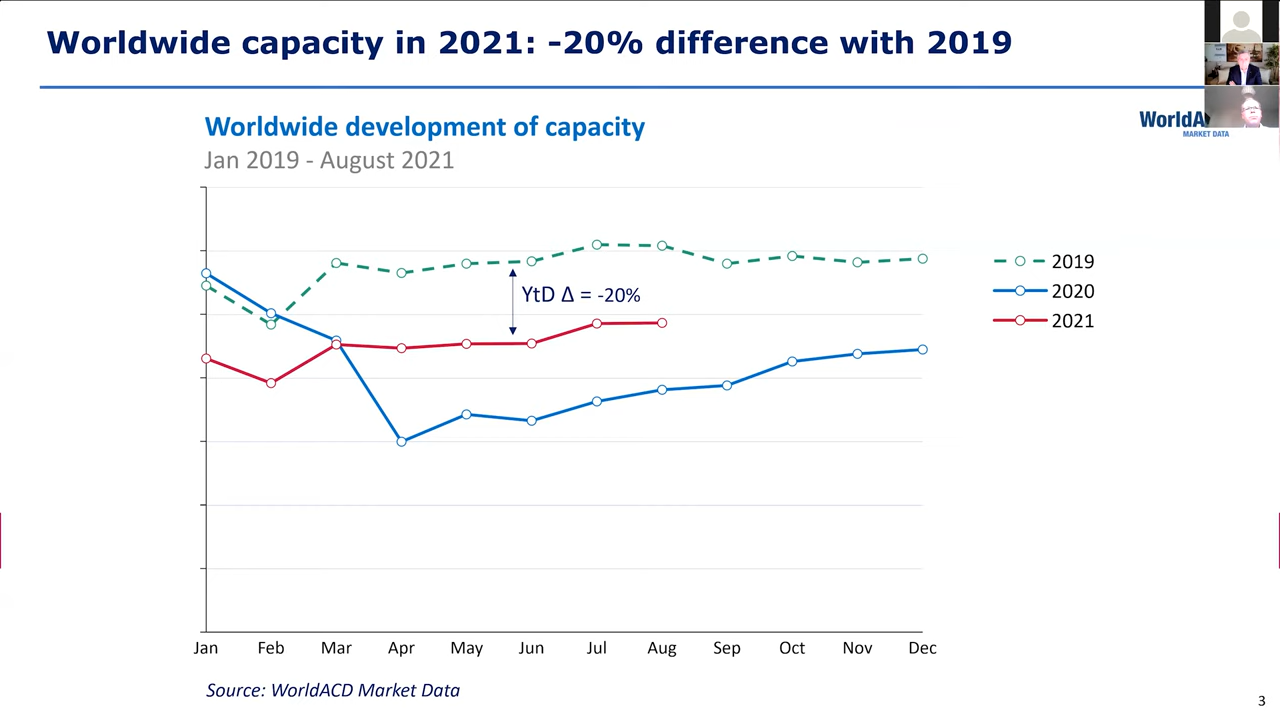 Worldwide capacity in 2021: -20% difference with 2019
Worldwide development of capacity
Jan 2019 - August 2021
MARKET DATA
2019
2020
2021
YtD Δ = -20%
Jan Feb Mar Apr May Jun Jul Aug Sep Oct Nov Dec
Source: WorldACD Market Data
3